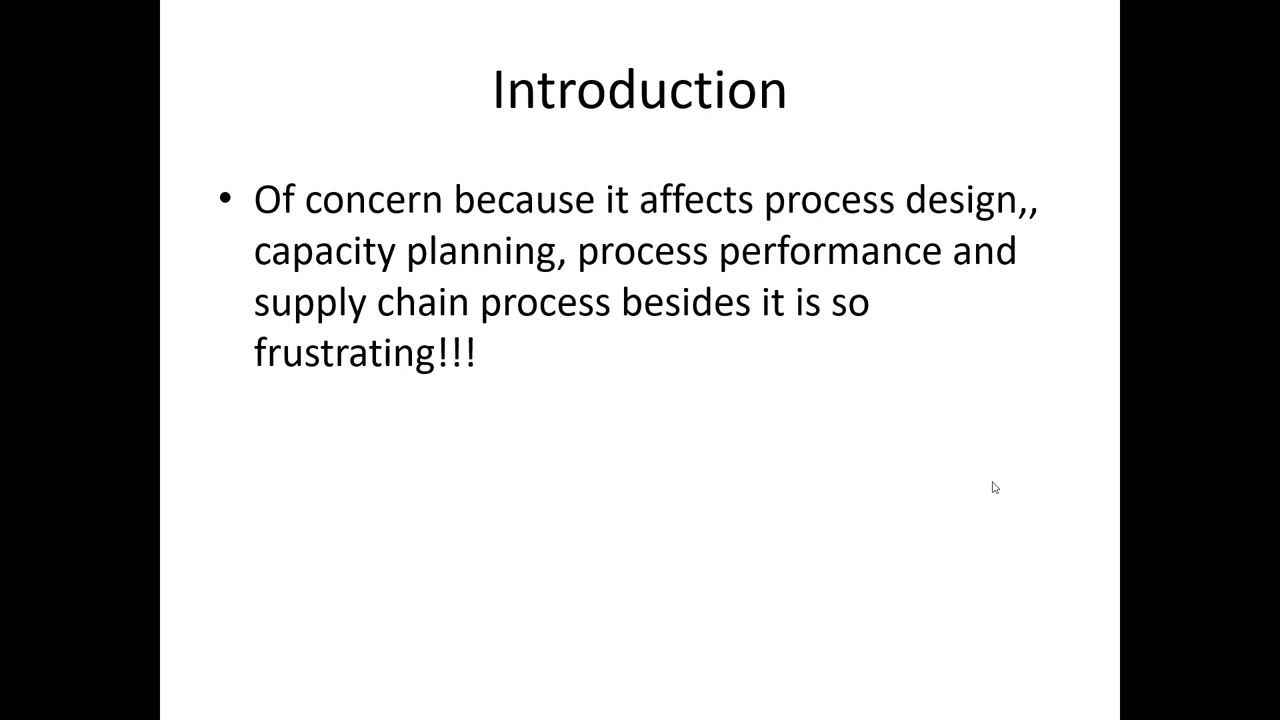 Introduction
• Of concern because it affects process design,,
capacity planning, process performance and
supply chain process besides it is so
frustrating!!!